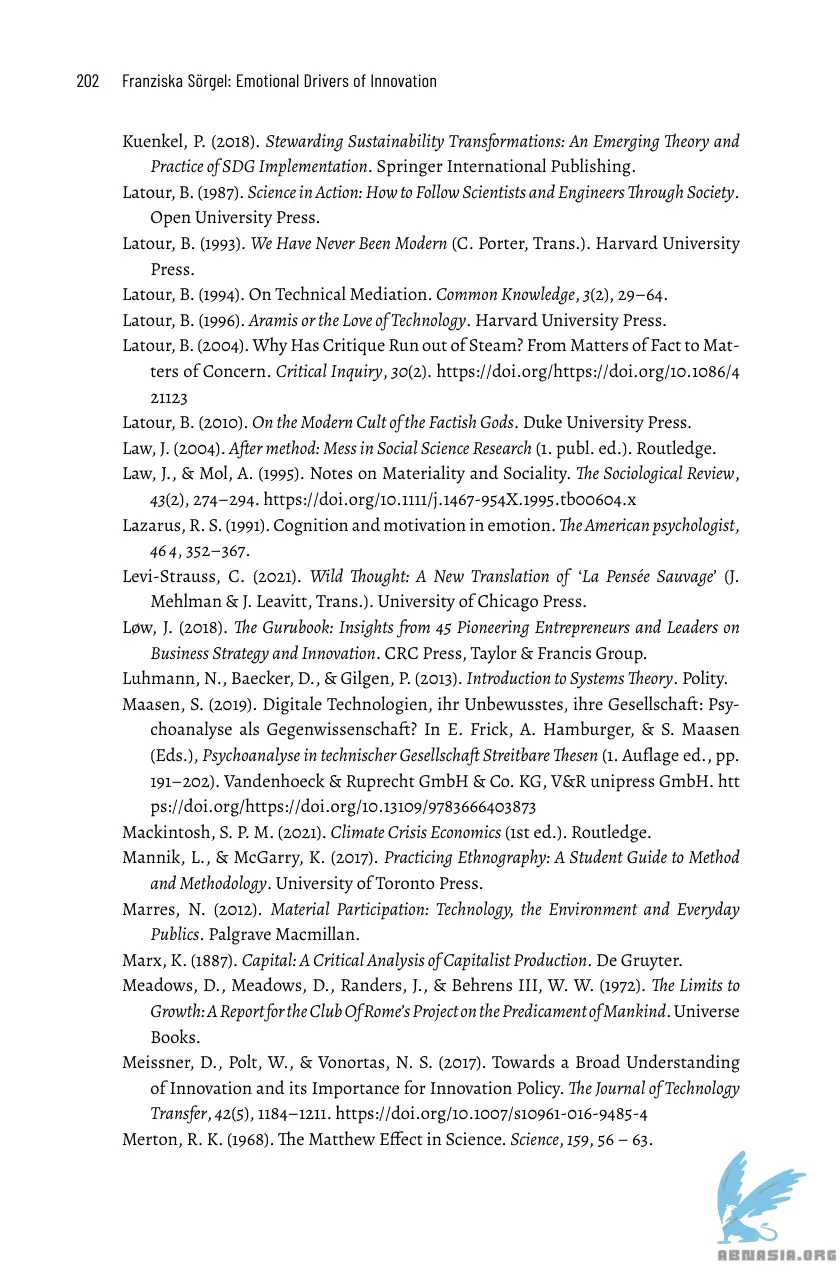 202 Franziska Sörgel: Emotional Drivers of Innovation
Kuenkel, P. (2018). Stewarding Sustainability Transformations: An Emerging Theory and
Practice of SDG Implementation. Springer International Publishing.
Latour, B. (1987). Science in Action: How to Follow Scientists and Engineers Through Society.
Open University Press.
Latour, B. (1993). We Have Never Been Modern (C. Porter, Trans.). Harvard University
Press.
Latour, B. (1994). On Technical Mediation. Common Knowledge, 3(2), 29–64.
Latour, B. (1996). Aramis or the Love of Technology. Harvard University Press.
Latour, B. (2004). Why Has Critique Run out of Steam? From Matters of Fact to Mat-
ters of Concern. Critical Inquiry, 30(2). https://doi.org/https://doi.org/10.1086/4
21123
Latour, B. (2010). On the Modern Cult of the Factish Gods. Duke University Press.
Law, J. (2004). After method: Mess in Social Science Research (1. publ. ed.). Routledge.
Law, J., & Mol, A. (1995). Notes on Materiality and Sociality. The Sociological Review,
43(2), 274–294. https://doi.org/10.1111/j.1467-954X.1995.tb00604.x
Lazarus, R. S. (1991). Cognition and motivation in emotion. The American psychologist,
46 4, 352–367.
Levi-Strauss, C. (2021). Wild Thought: A New Translation of ‘La Pensée Sauvage’ (J.
Mehlman & J. Leavitt, Trans.). University of Chicago Press.
Løw, J. (2018). The Gurubook: Insights from 45 Pioneering Entrepreneurs and Leaders on
Business Strategy and Innovation. CRC Press, Taylor & Francis Group.
Luhmann, N., Baecker, D., & Gilgen, P. (2013). Introduction to Systems Theory. Polity.
Maasen, S. (2019). Digitale Technologien, ihr Unbewusstes, ihre Gesellschaft: Psy-
choanalyse als Gegenwissenschaft? In E. Frick, A. Hamburger, & S. Maasen
(Eds.), Psychoanalyse in technischer Gesellschaft Streitbare Thesen (1. Auflage ed., pp.
191–202). Vandenhoeck & Ruprecht GmbH & Co. KG, V&R unipress GmbH. htt
ps://doi.org/https://doi.org/10.13109/9783666403873
Mackintosh, S. P. M. (2021). Climate Crisis Economics (1st ed.). Routledge.
Mannik, L., & McGarry, K. (2017). Practicing Ethnography: A Student Guide to Method
and Methodology. University of Toronto Press.
Marres, N. (2012). Material Participation: Technology, the Environment and Everyday
Publics. Palgrave Macmillan.
Marx, K. (1887). Capital: A Critical Analysis of Capitalist Production. De Gruyter.
Meadows, D., Meadows, D., Randers, J., & Behrens III, W. W. (1972). The Limits to
Growth: A Report for the Club Of Rome’s Project on the Predicament of Mankind. Universe
Books.
Meissner, D., Polt, W., & Vonortas, N. S. (2017). Towards a Broad Understanding
of Innovation and its Importance for Innovation Policy. The Journal of Technology
Transfer, 42(5), 1184–1211. https://doi.org/10.1007/s10961-016-9485-4
Merton, R. K. (1968). The Matthew Effect in Science. Science, 159, 56 – 63.
ABNASIA.ORG